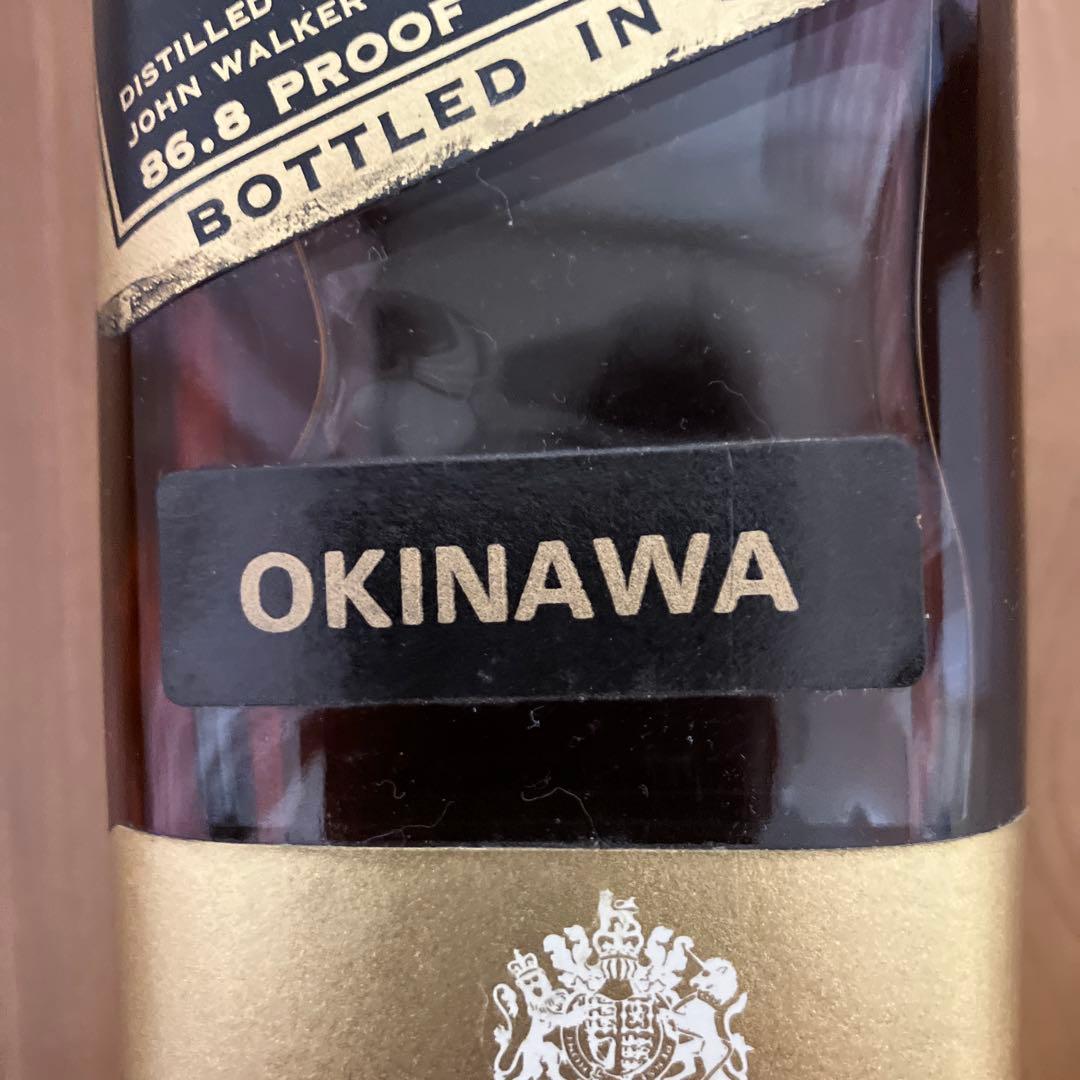 DISTILLED
JOHN WALKER
86.8 PROOF
BOTTLED IN
OKINAWA